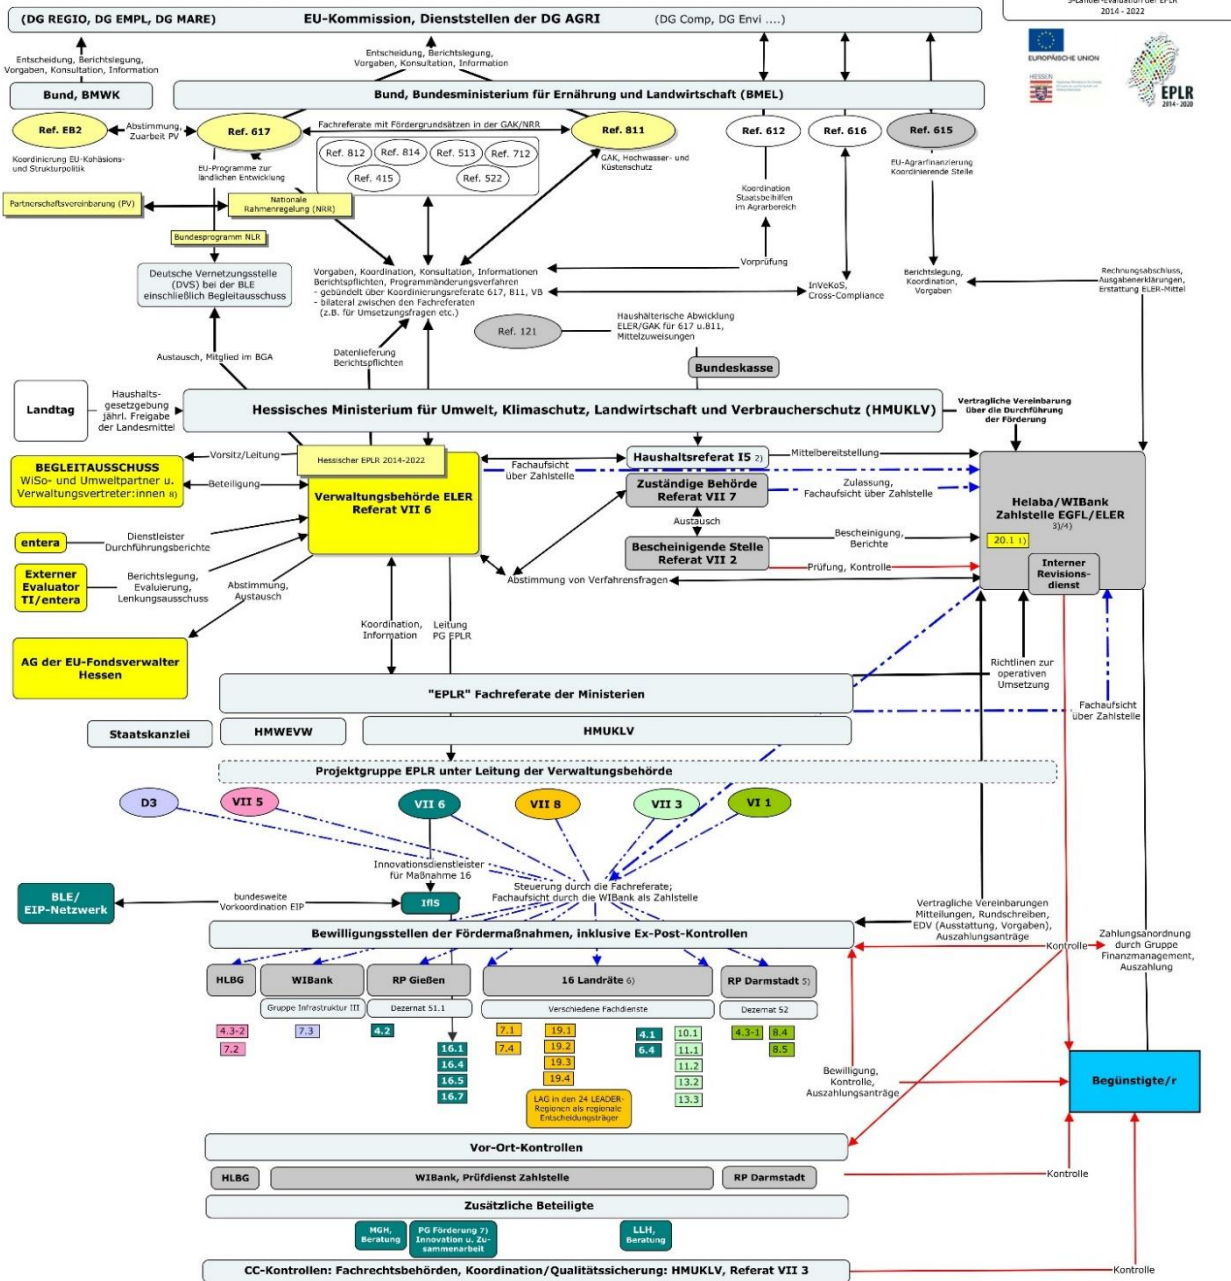 5-Länder-Evaluation der EPLR
2014 - 2022
(DG REGIO, DG EMPL, DG MARE)
EU-Kommission, Dienststellen der DG AGRI
(DG Comp, DG Envi ....)
EUROPÄISCHE UNION
HESSEN
EPLR
2014 - 2020
Entscheidung, Berichtslegung,
Vorgaben, Konsultation, Information
Entscheidung, Berichtslegung,
Vorgaben, Konsultation, Information
Bund, BMWK
Bund, Bundesministerium für Ernährung und Landwirtschaft (BMEL)
Ref. EB2
Abstimmung,
Zuarbeit PV
Ref. 617
Fachreferate mit Fördergrundsätzen in der GAK/NRR
Ref. 811
Ref. 612
Ref. 616
Ref. 615
Ref. 812
Ref. 814
Ref. 513
Ref. 712
Ref. 415
Ref. 522
Koordinierung EU-Kohäsions-
und Strukturpolitik
EU-Programme zur
ländlichen Entwicklung
GAK, Hochwasser- und
Küstenschutz
EU-Agrarfinanzierung
Koordinierende Stelle
Koordination
Staatsbeihilfen
im Agrarbereich
Partnerschaftsvereinbarung (PV)
Nationale
Rahmenregelung (NRR)
Bundesprogramm NLR
Deutsche Vernetzungsstelle
(DVS) bei der BLE
einschließlich Begleitausschuss
Vorgaben, Koordination, Konsultation, Informationen
Berichtspflichten, Programmänderungsverfahren
- gebündelt über Koordinierungsreferate 617, 811, VB
- bilateral zwischen den Fachreferaten
(z.B. für Umsetzungsfragen etc.)
Vorprüfung
InVeKoS,
Cross-Compliance
Berichtslegung,
Koordination,
Vorgaben
Rechnungsabschluss,
Ausgabenerklärungen,
Erstattung ELER-Mittel
Ref. 121
Haushälterische Abwicklung
ELER/GAK für 617 u.811,
Mittelzuweisungen
Austausch, Mitglied im BGA
Datenlieferung
Berichtspflichten
Bundeskasse
Landtag
Haushalts-
gesetzgebung
jährl. Freigabe
der Landesmittel
Hessisches Ministerium für Umwelt, Klimaschutz, Landwirtschaft und Verbraucherschutz (HMUKLV)
Vertragliche Vereinbarung
über die Durchführung
der Förderung
BEGLEITAUSSCHUSS
WiSo- und Umweltpartner u.
Verwaltungsvertreter:innen 8)
Vorsitz/Leitung
Beteiligung
Hessischer EPLR 2014-2022
Verwaltungsbehörde ELER
Referat VII 6
Fachaufsicht
über Zahlstelle
Haushaltsreferat I5 2)
Mittelbereitstellung
Zuständige Behörde
Referat VII 7
Zulassung,
Fachaufsicht über Zahlstelle
Austausch
Bescheinigende Stelle
Referat VII 2
Bescheinigung,
Berichte
Prüfung, Kontrolle
Helaba/WIBank
Zahlstelle EGFL/ELER
3)/4)
20.1 1)
Interner
Revisions-
dienst
entera
Dienstleister
Durchführungsberichte
Externer
Evaluator
TI/entera
Berichtslegung,
Evaluierung,
Lenkungsausschuss
Abstimmung,
Austausch
Abstimmung von Verfahrensfragen
AG der EU-Fondsverwalter
Hessen
Koordination,
Information
Leitung
PG EPLR
Richtlinen zur
operativen
Umsetzung
"EPLR" Fachreferate der Ministerien
Fachaufsicht
über Zahlstelle
Staatskanzlei
HMWEVW
HMUKLV
Projektgruppe EPLR unter Leitung der Verwaltungsbehörde
D3
VII 5
VII 6
VII 8
VII 3
VI 1
Innovationsdienstleister
für Maßnahme 16
Steuerung durch die Fachreferate;
Fachaufsicht durch die WIBank als Zahlstelle
BLE/
EIP-Netzwerk
bundesweite
Vorkoordination EIP
IflS
Vertragliche Vereinbarungen
Mitteilungen, Rundschreiben,
EDV (Ausstattung, Vorgaben),
Auszahlungsanträge
Bewilligungsstellen der Fördermaßnahmen, inklusive Ex-Post-Kontrollen
Kontrolle
Zahlungsanordnung
durch Gruppe
Finanzmanagement,
Auszahlung
HLBG
WIBank
RP Gießen
16 Landräte 6)
RP Darmstadt 5)
Gruppe Infrastruktur III
Dezernat 51.1
Verschiedene Fachdienste
Dezernat 52
4.3-2
7.3
4.2
7.1
19.1
4.1
10.1
4.3-1
8.4
7.2
16.1
7.4
19.2
6.4
11.1
8.5
16.4
19.3
11.2
16.5
19.4
13.2
16.7
13.3
LAG in den 24 LEADER-
Regionen als regionale
Entscheidungsträger
Bewilligung,
Kontrolle,
Auszahlungsanträge
Begünstigte/r
Vor-Ort-Kontrollen
HLBG
WIBank, Prüfdienst Zahlstelle
RP Darmstadt
Kontrolle
Zusätzliche Beteiligte
MGH,
Beratung
PG Förderung 7)
Innovation u. Zu-
sammenarbeit
LLH,
Beratung
CC-Kontrollen: Fachrechtsbehörden, Koordination/Qualitätssicherung: HMUKLV, Referat VII 3
Kontrolle